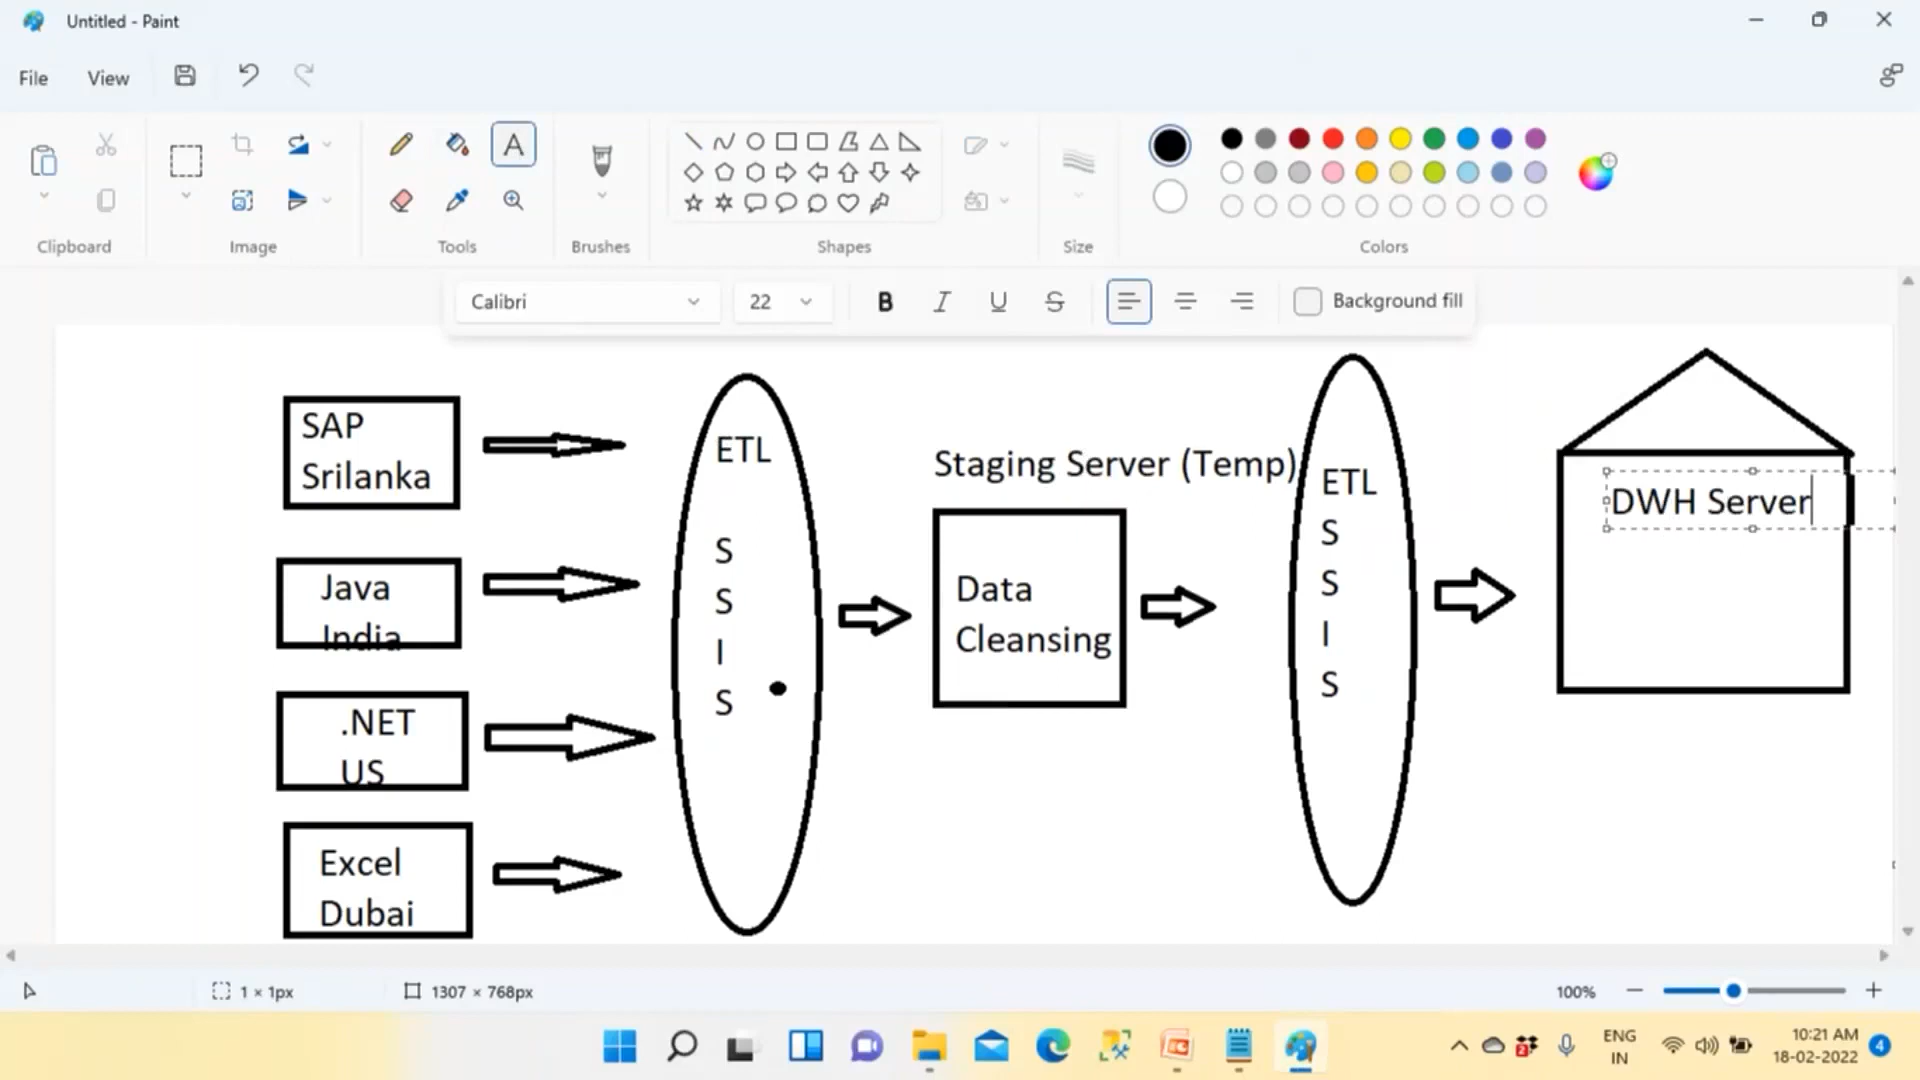 Untitled - Paint
File
View
Clipboard
Image
Tools
Brushes
Shapes
Size
Colors
Calibri
22
B
I
U
S
Background fill
SAP
Srilanka
Java
India
.NET
US
Excel
Dubai
ETL
S
S
I
S
Staging Server (Temp)
Data
Cleansing
ETL
S
S
I
S
DWH Server
1 × 1px
1307 × 768px
100%
2
ENG
IN
10:21 AM
18-02-2022
4